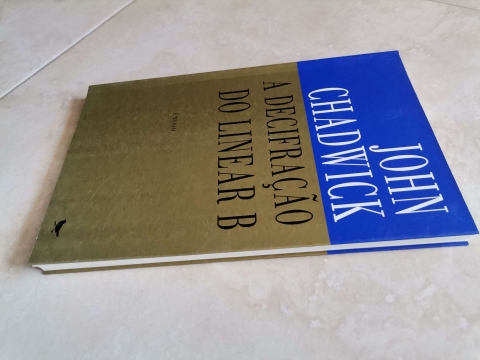 JOHN
CHADWICK
A DECIFRAÇÃO
DO LINEAR B